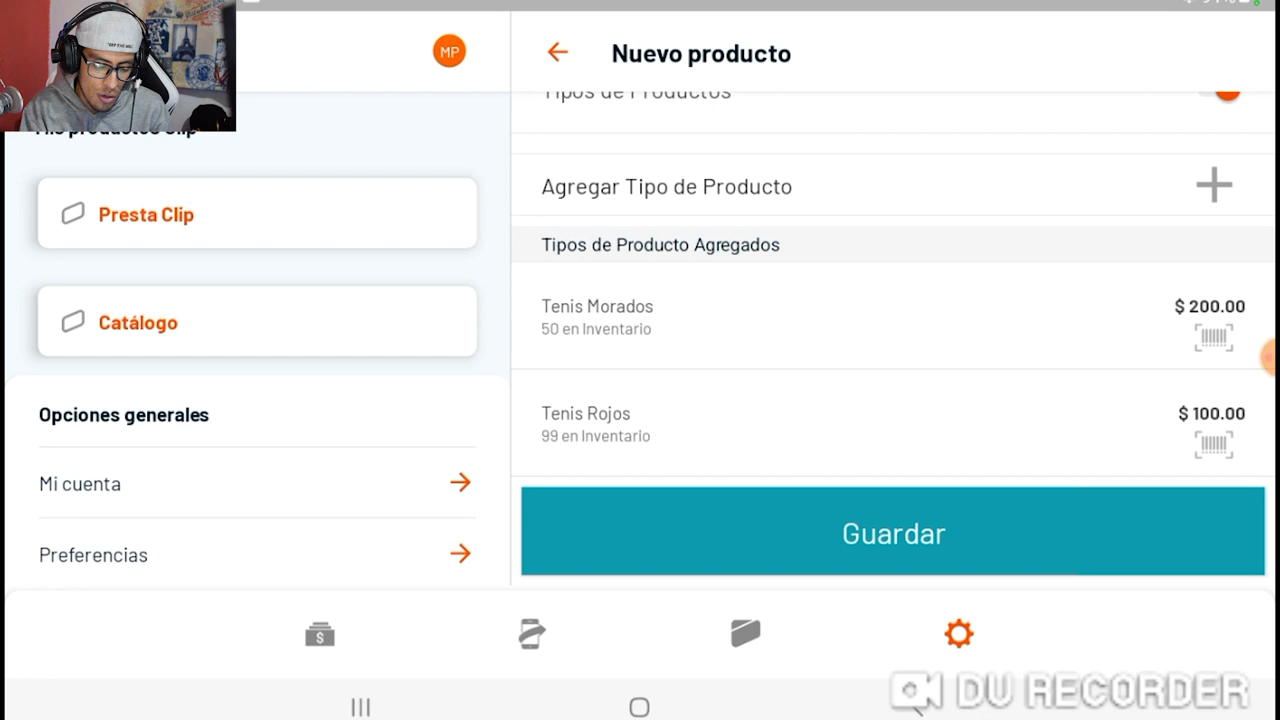 MP
Nuevo producto
Mis productos Clip
Tipos de Productos
Presta Clip
Catálogo
Opciones generales
Mi cuenta
Preferencias
Agregar Tipo de Producto
Tipos de Producto Agregados
Tenis Morados
$ 200.00
50 en Inventario
Tenis Rojos
$ 100.00
99 en Inventario
Guardar
DU RECORDER